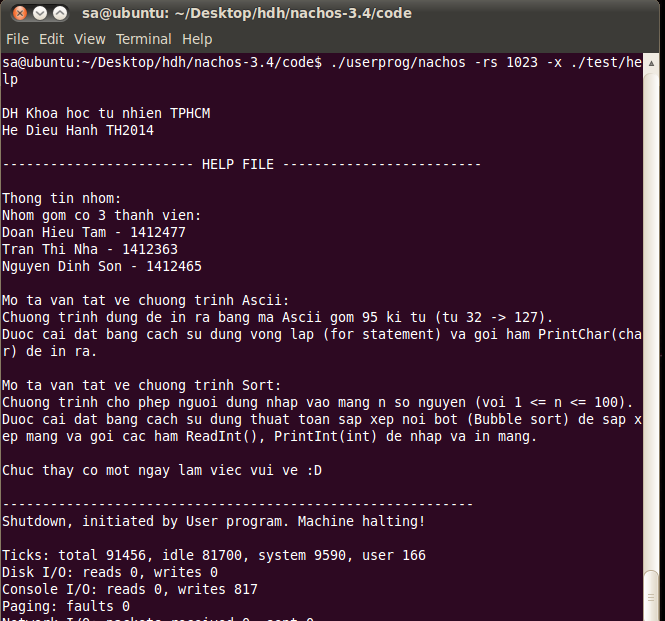 sa@ubuntu: ~/Desktop/hdh/nachos-3.4/code
File Edit View Terminal Help
sa@ubuntu:~/Desktop/hdh/nachos-3.4/code$ ./userprog/nachos -rs 1023 -x ./test/he
lp
DH Khoa hoc tu nhien TPHCM
He Dieu Hanh TH2014
------------------------ HELP FILE -------------------------
Thong tin nhom:
Nhom gom co 3 thanh vien:
Doan Hieu Tam - 1412477
Tran Thi Nha - 1412363
Nguyen Dinh Son - 1412465
Mo ta van tat ve chuong trinh Ascii:
Chuong trinh dung de in ra bang ma Ascii gom 95 ki tu (tu 32 -> 127).
Duoc cai dat bang cach su dung vong lap (for statement) va goi ham PrintChar(cha
r) de in ra.
Mo ta van tat ve chuong trinh Sort:
Chuong trinh cho phep nguoi dung nhap vao mang n so nguyen (voi 1 <= n <= 100).
Duoc cai dat bang cach su dung thuat toan sap xep noi bot (Bubble sort) de sap x
ep mang va goi cac ham ReadInt(), PrintInt(int) de nhap va in mang.
Chuc thay co mot ngay lam viec vui ve :D
-----------------------------------------------------------
Shutdown, initiated by User program. Machine halting!
Ticks: total 91456, idle 81700, system 9590, user 166
Disk I/O: reads 0, writes 0
Console I/O: reads 0, writes 817
Paging: faults 0
Network I/O: packets received 0, sent 0